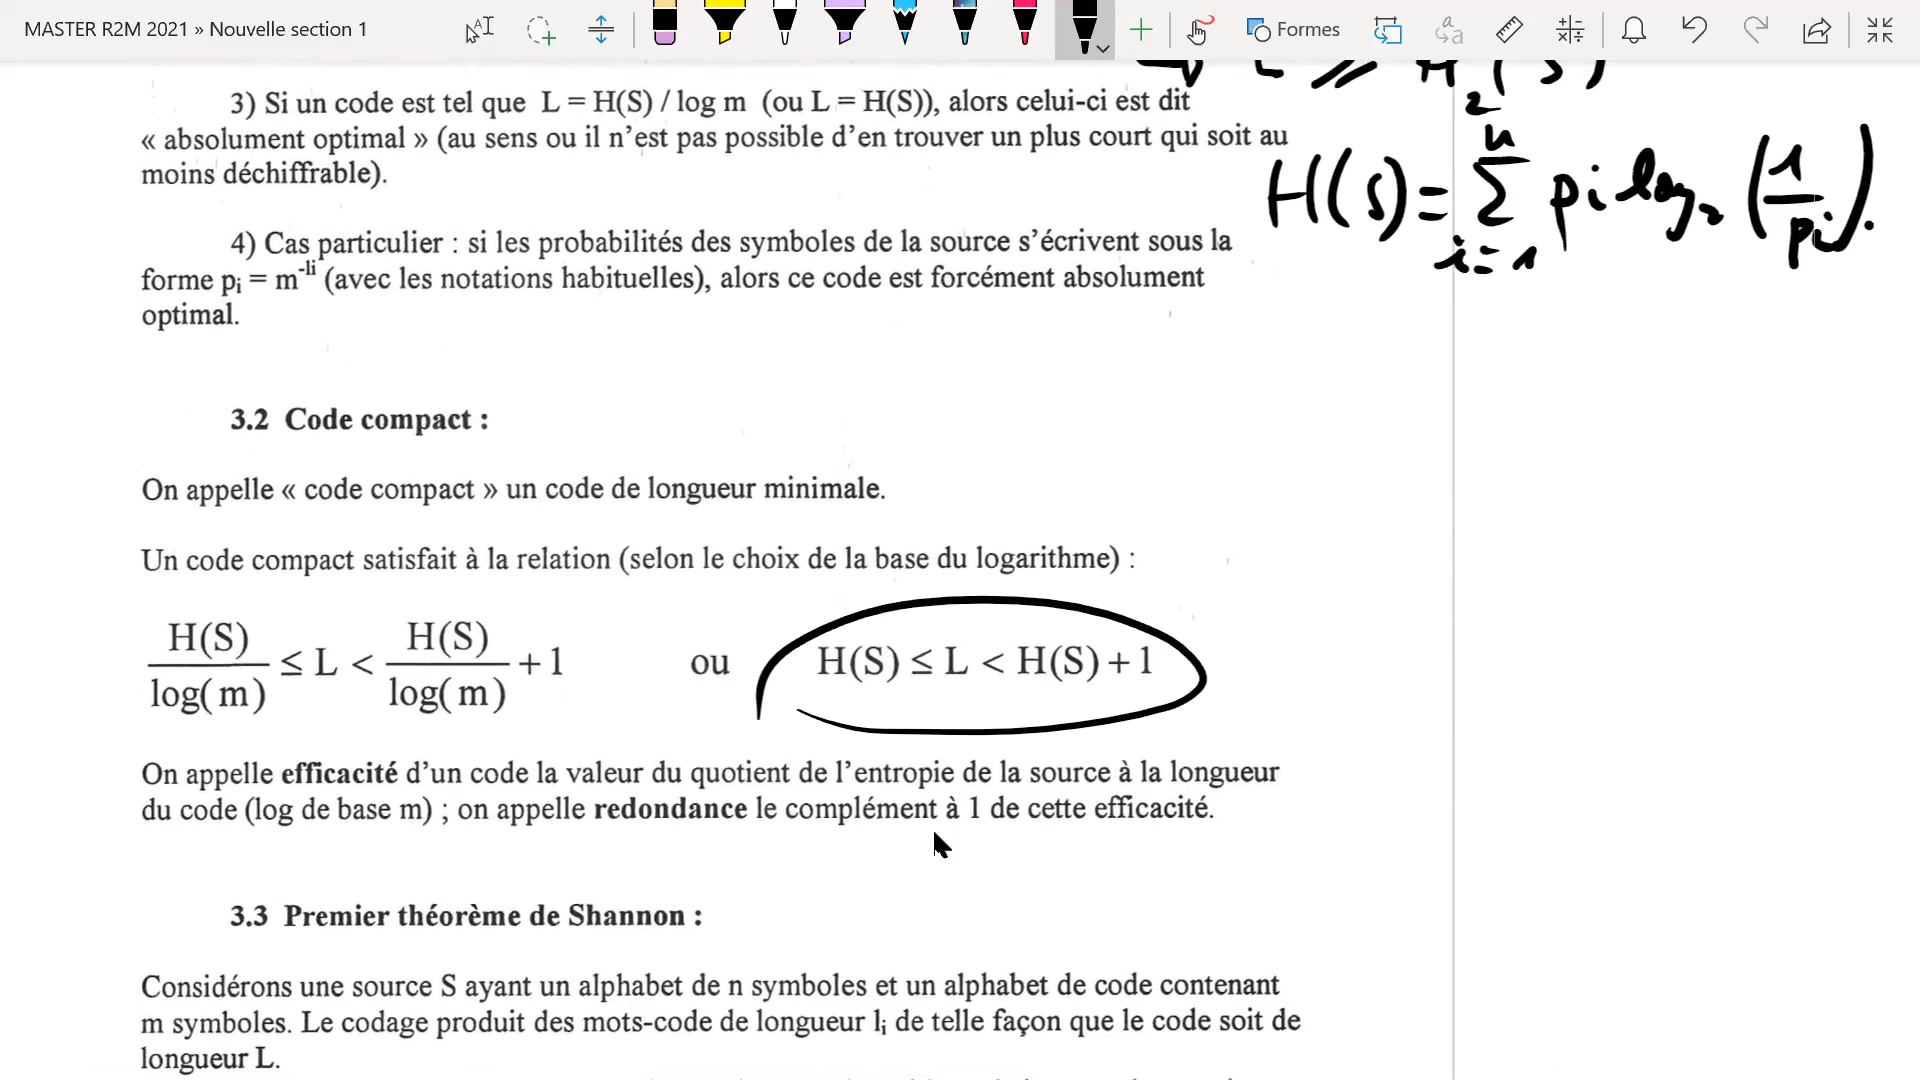 MASTER R2M 2021 » Nouvelle section 1
Formes
3) Si un code est tel que L = H(S) / log m (ou L = H(S)), alors celui-ci est dit
« absolument optimal » (au sens ou il n’est pas possible d’en trouver un plus court qui soit au
moins déchiffrable).
H(S) = Σ pi log₂ (1/pi).
n
i=1
4) Cas particulier : si les probabilités des symboles de la source s’écrivent sous la
forme pi = m^-li (avec les notations habituelles), alors ce code est forcément absolument
optimal.
3.2 Code compact :
On appelle « code compact » un code de longueur minimale.
Un code compact satisfait à la relation (selon le choix de la base du logarithme) :
H(S)/log(m) ≤ L < H(S)/log(m) + 1 ou H(S) ≤ L < H(S) + 1
On appelle efficacité d’un code la valeur du quotient de l’entropie de la source à la longueur
du code (log de base m) ; on appelle redondance le complément à 1 de cette efficacité.
3.3 Premier théorème de Shannon :
Considérons une source S ayant un alphabet de n symboles et un alphabet de code contenant
m symboles. Le codage produit des mots-code de longueur li de telle façon que le code soit de
longueur L.